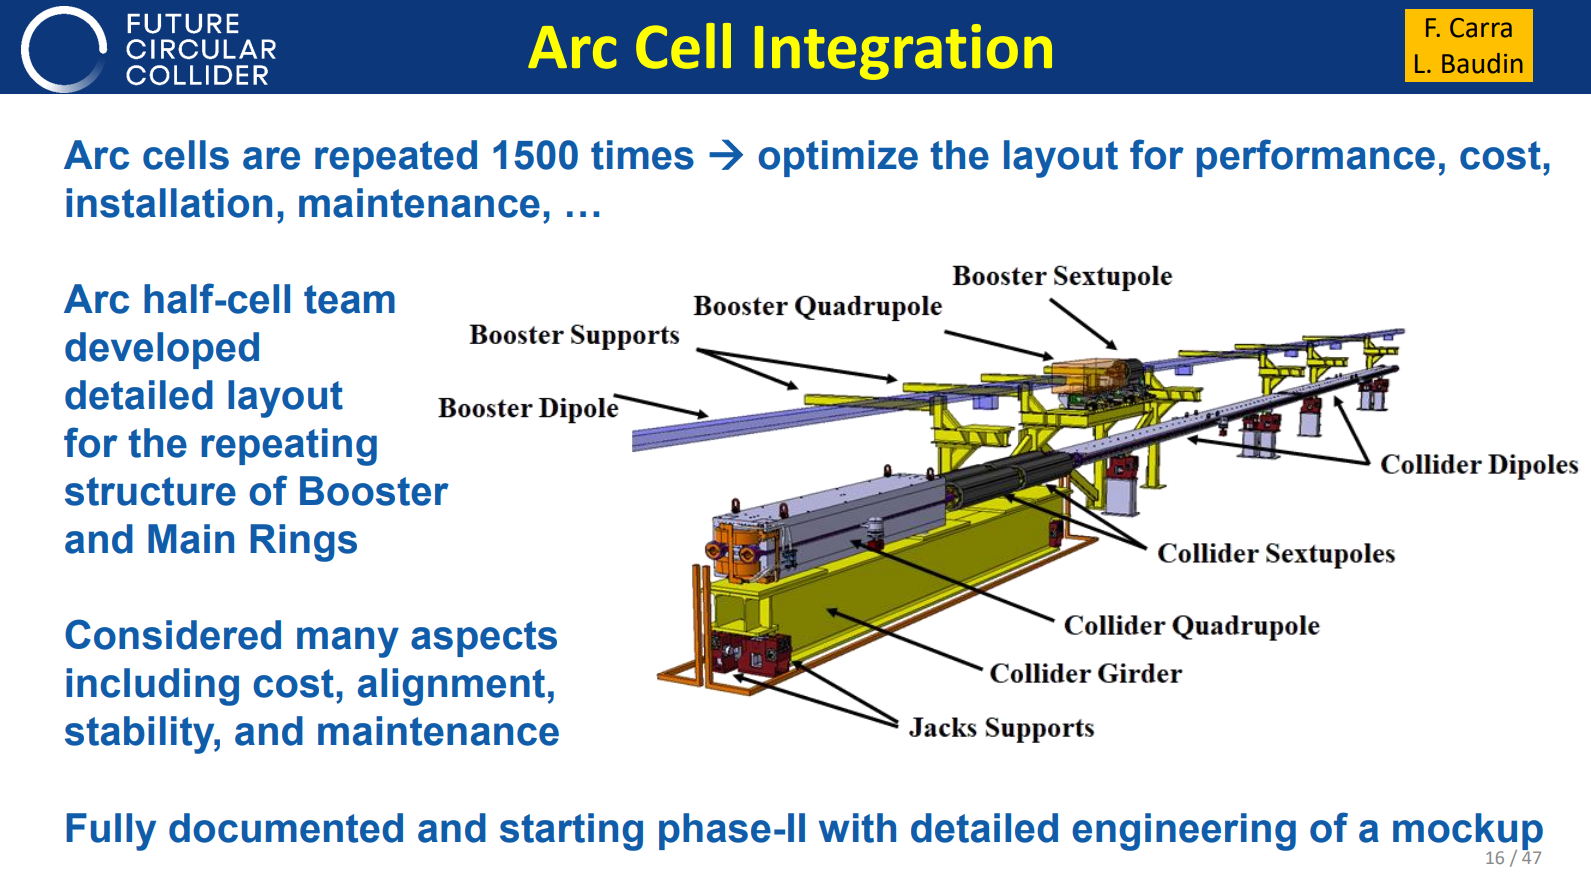 FUTURE
CIRCULAR
COLLIDER
Arc Cell Integration
F. Carra
L. Baudin
Arc cells are repeated 1500 times → optimize the layout for performance, cost,
installation, maintenance, …
Arc half-cell team
developed
detailed layout
for the repeating
structure of Booster
and Main Rings
Considered many aspects
including cost, alignment,
stability, and maintenance
Booster Sextupole
Booster Quadrupole
Booster Supports
Booster Dipole
Collider Dipoles
Collider Sextupoles
Collider Quadrupole
Collider Girder
Jacks Supports
Fully documented and starting phase-II with detailed engineering of a mockup
16 / 47